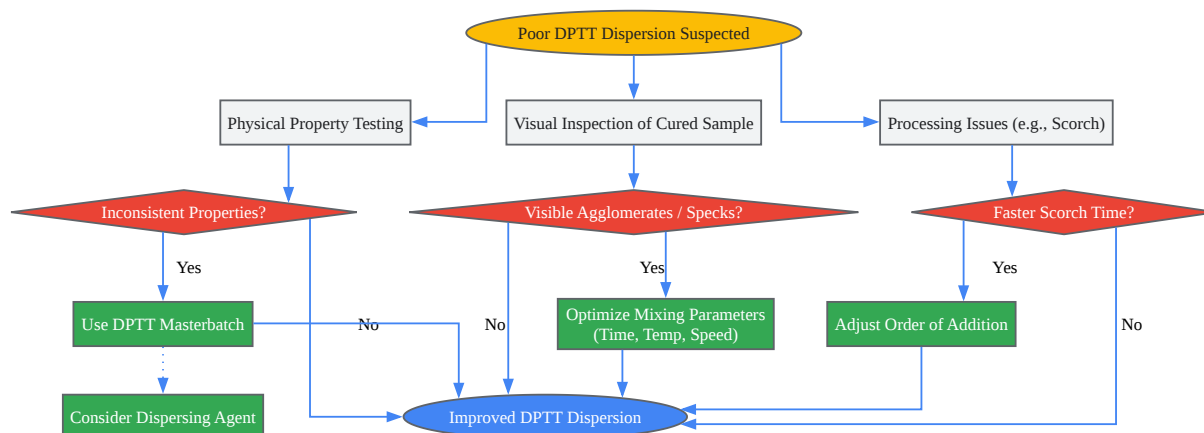 Poor DPTT Dispersion Suspected
Physical Property Testing
Visual Inspection of Cured Sample
Processing Issues (e.g., Scorch)
Inconsistent Properties?
Visible Agglomerates / Specks?
Faster Scorch Time?
Yes
Yes
Yes
Use DPTT Masterbatch
No
No
Optimize Mixing Parameters
(Time, Temp, Speed)
Adjust Order of Addition
No
Consider Dispersing Agent
Improved DPTT Dispersion